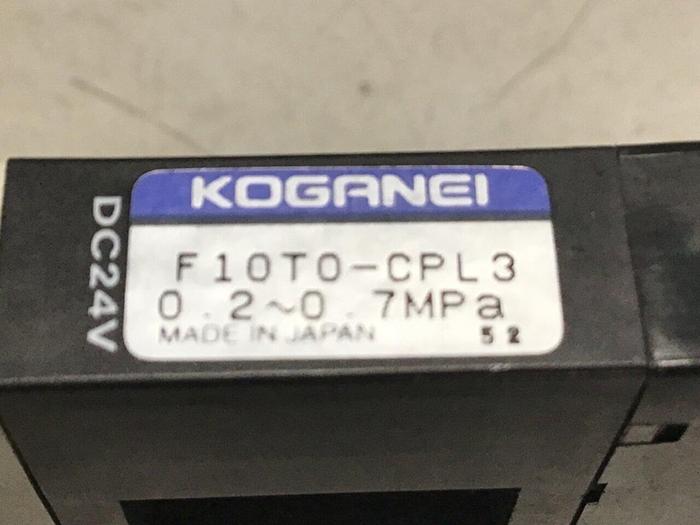 KOGANEI
DC24V
F10T0-CPL3
0.2~0.7MPa
MADE IN JAPAN 52